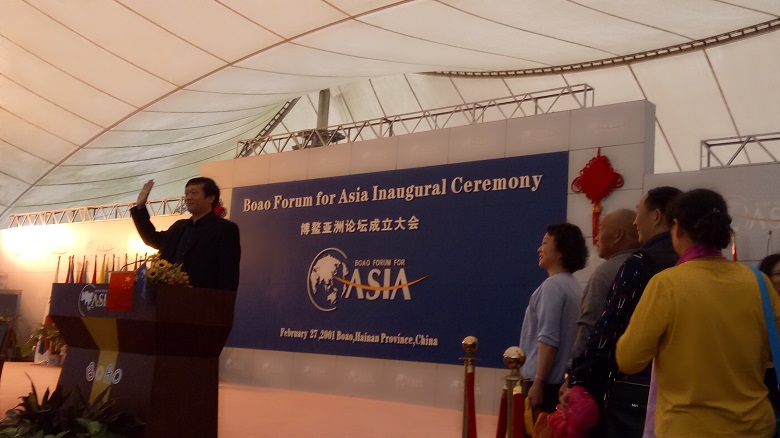 Boao Forum for Asia Inaugural Ceremony
博鳌亚洲论坛成立大会
BOAO FORUM FOR
ASIA
February 27,2001 Boao,Hainan Province,China
BOAO